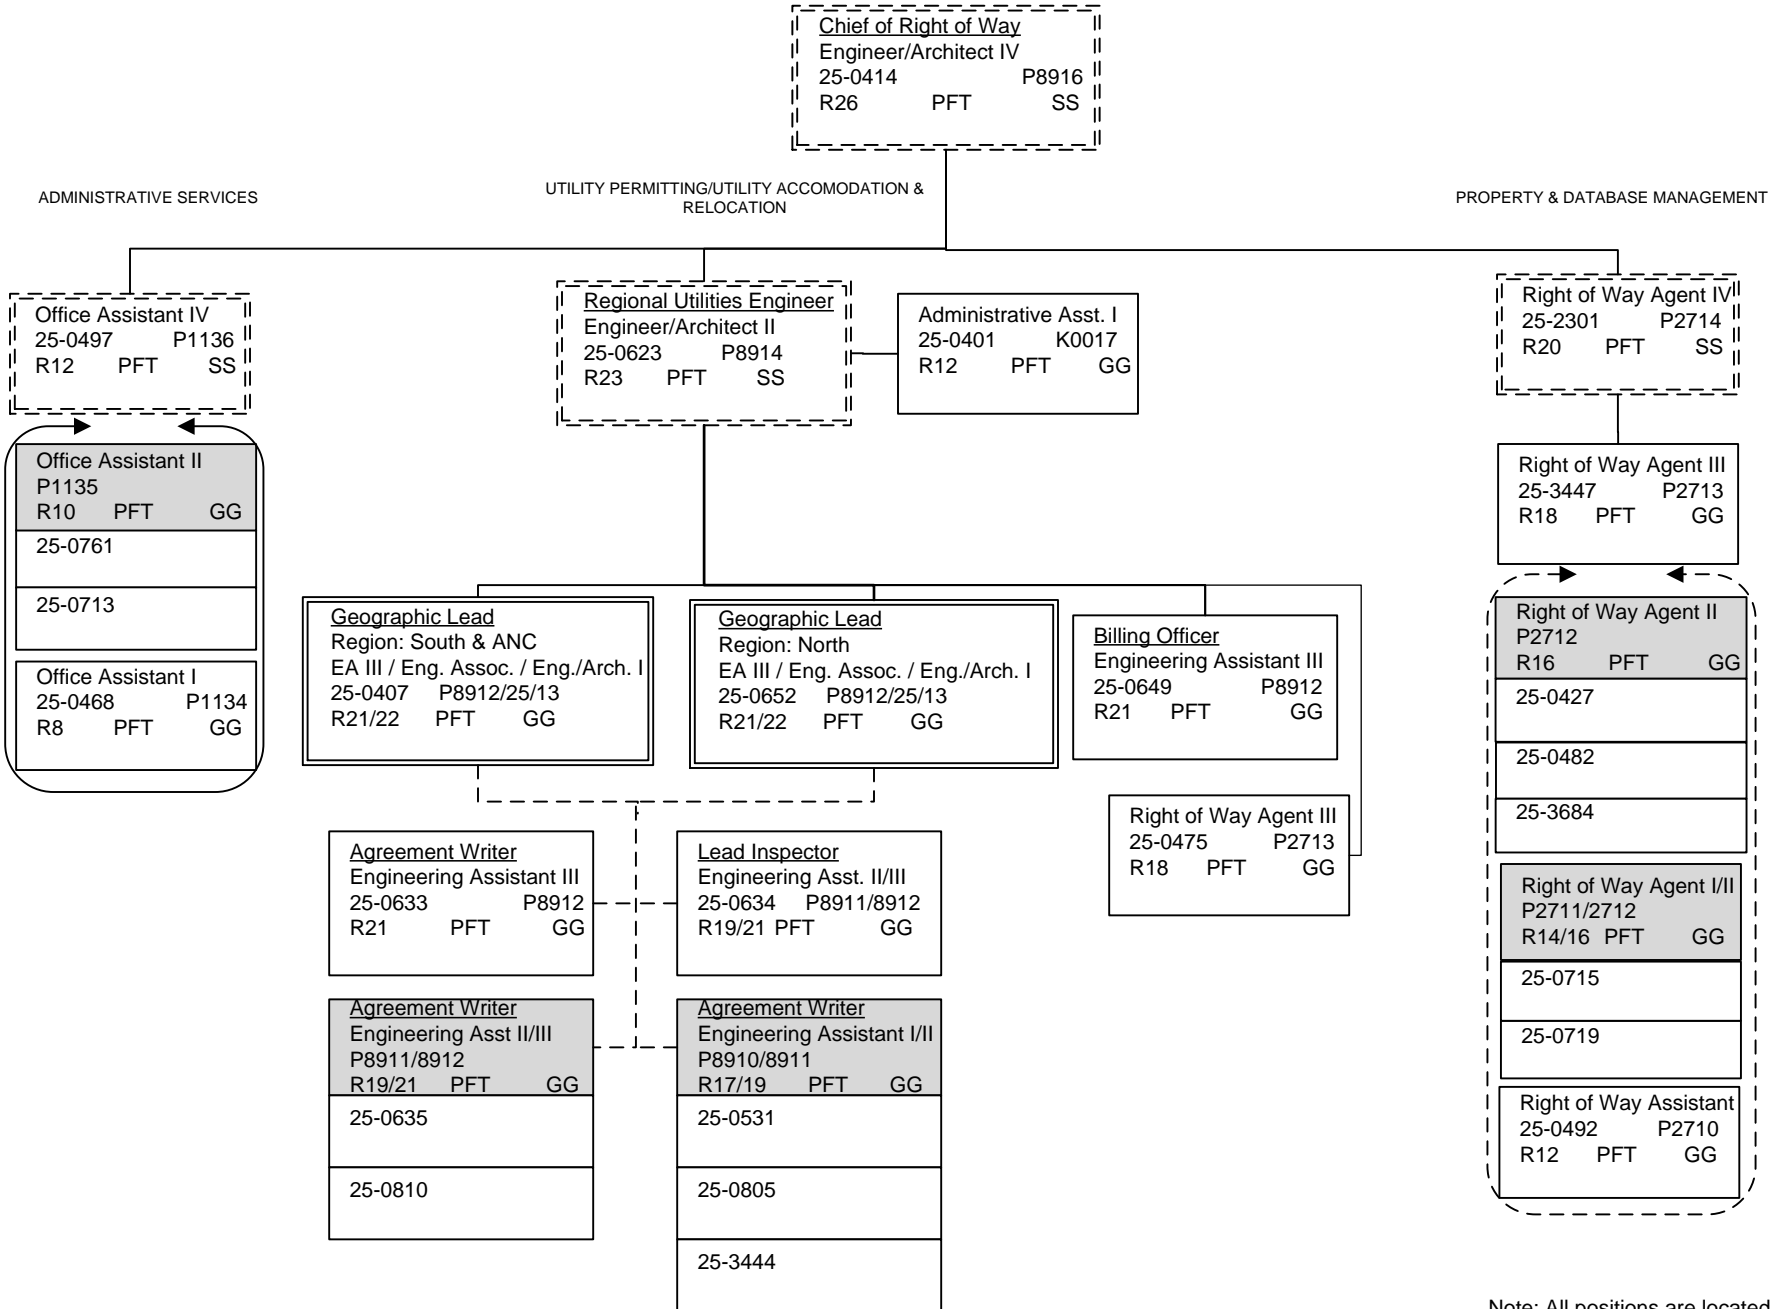 Chief of Right of Way
Engineer/Architect IV
25-0414 P8916
R26 PFT SS
ADMINISTRATIVE SERVICES
UTILITY PERMITTING/UTILITY ACCOMODATION &
RELOCATION
PROPERTY & DATABASE MANAGEMENT
Office Assistant IV
25-0497 P1136
R12 PFT SS
Regional Utilities Engineer
Engineer/Architect II
25-0623 P8914
R23 PFT SS
Administrative Asst. I
25-0401 K0017
R12 PFT GG
Right of Way Agent IV
25-2301 P2714
R20 PFT SS
Office Assistant II
P1135
R10 PFT GG
25-0761
25-0713
Office Assistant I
25-0468 P1134
R8 PFT GG
Right of Way Agent III
25-3447 P2713
R18 PFT GG
Geographic Lead
Region: South & ANC
EA III / Eng. Assoc. / Eng./Arch. I
25-0407 P8912/25/13
R21/22 PFT GG
Geographic Lead
Region: North
EA III / Eng. Assoc. / Eng./Arch. I
25-0652 P8912/25/13
R21/22 PFT GG
Billing Officer
Engineering Assistant III
25-0649 P8912
R21 PFT GG
Right of Way Agent III
25-0475 P2713
R18 PFT GG
Agreement Writer
Engineering Assistant III
25-0633 P8912
R21 PFT GG
Lead Inspector
Engineering Asst. II/III
25-0634 P8911/8912
R19/21 PFT GG
Agreement Writer
Engineering Asst II/III
P8911/8912
R19/21 PFT GG
25-0635
25-0810
Agreement Writer
Engineering Assistant I/II
P8910/8911
R17/19 PFT GG
25-0531
25-0805
25-3444
Right of Way Agent II
P2712
R16 PFT GG
25-0427
25-0482
25-3684
Right of Way Agent I/II
P2711/2712
R14/16 PFT GG
25-0715
25-0719
Right of Way Assistant
25-0492 P2710
R12 PFT GG
Note: All positions are located